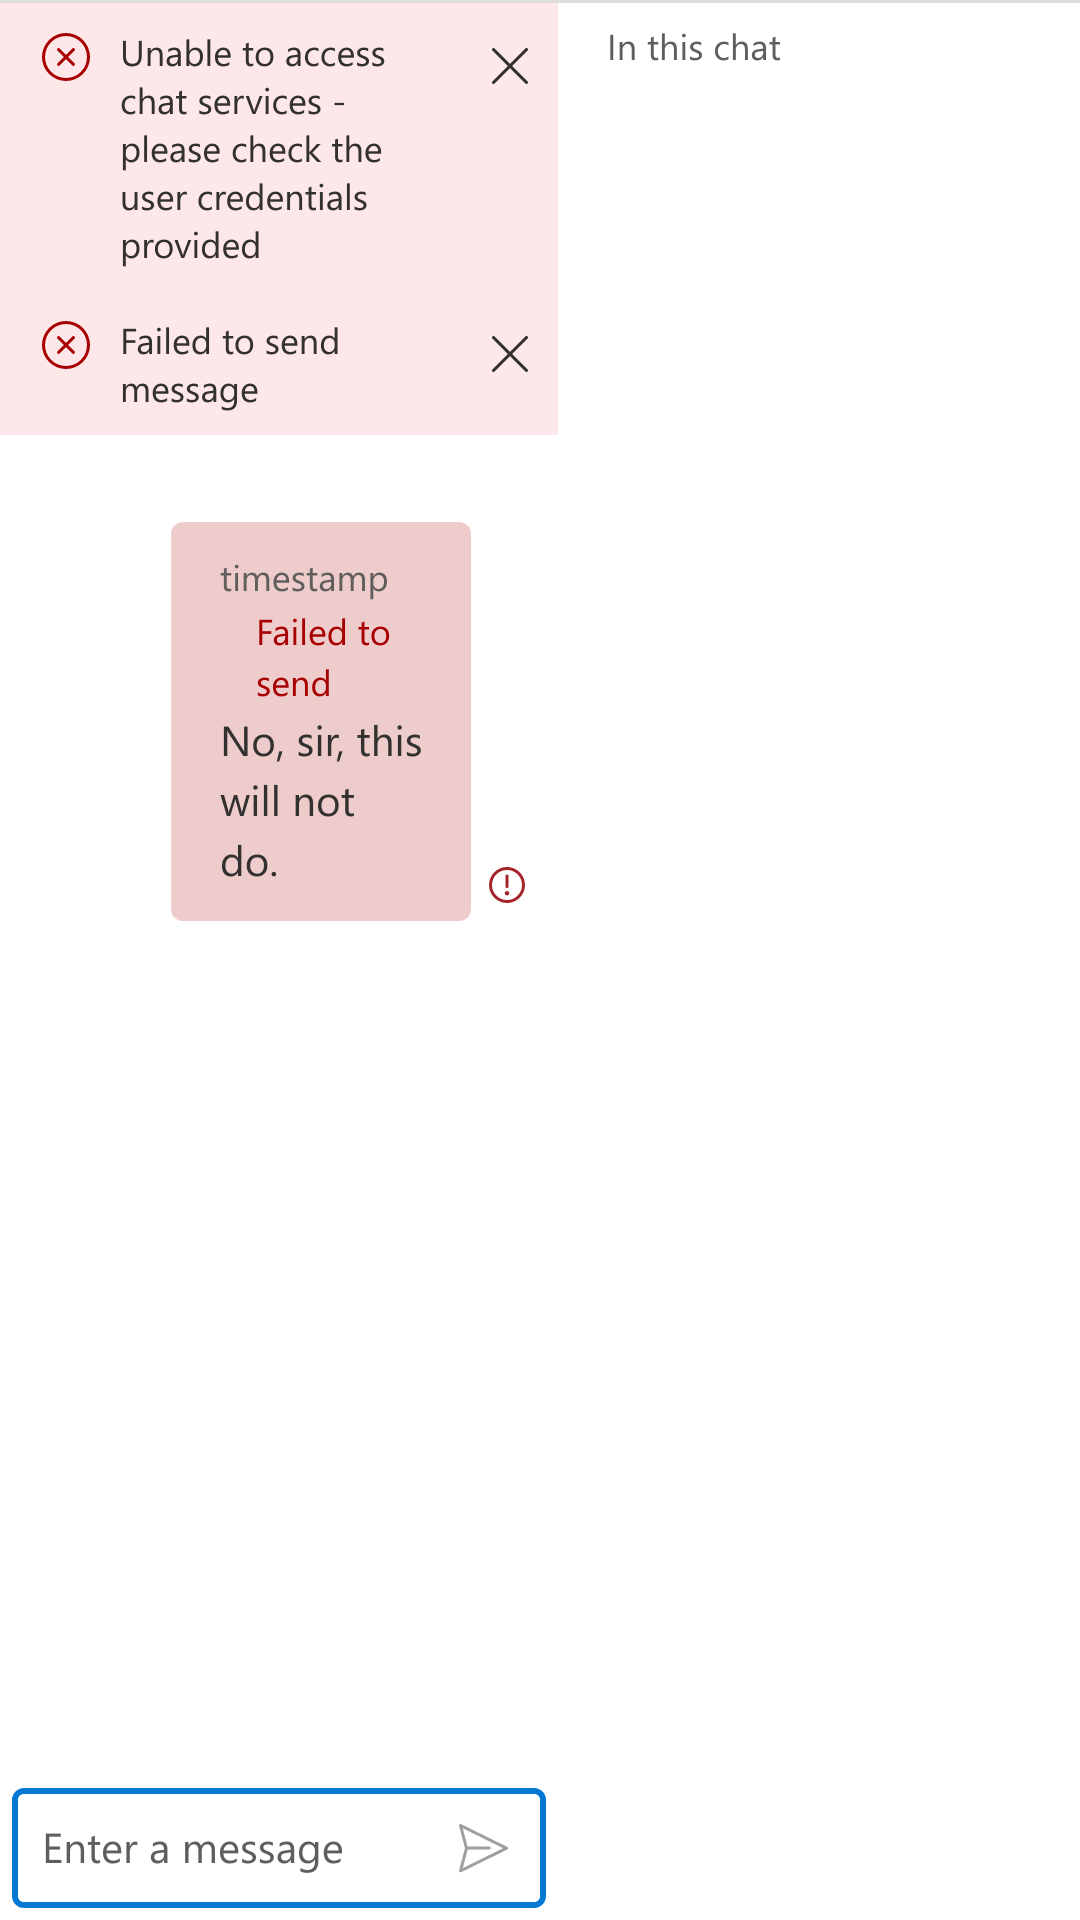 Unable to access
chat services -
please check the
user credentials
provided
Failed to send
message
In this chat
timestamp
Failed to
send
No, sir, this
will not
do.
Enter a message